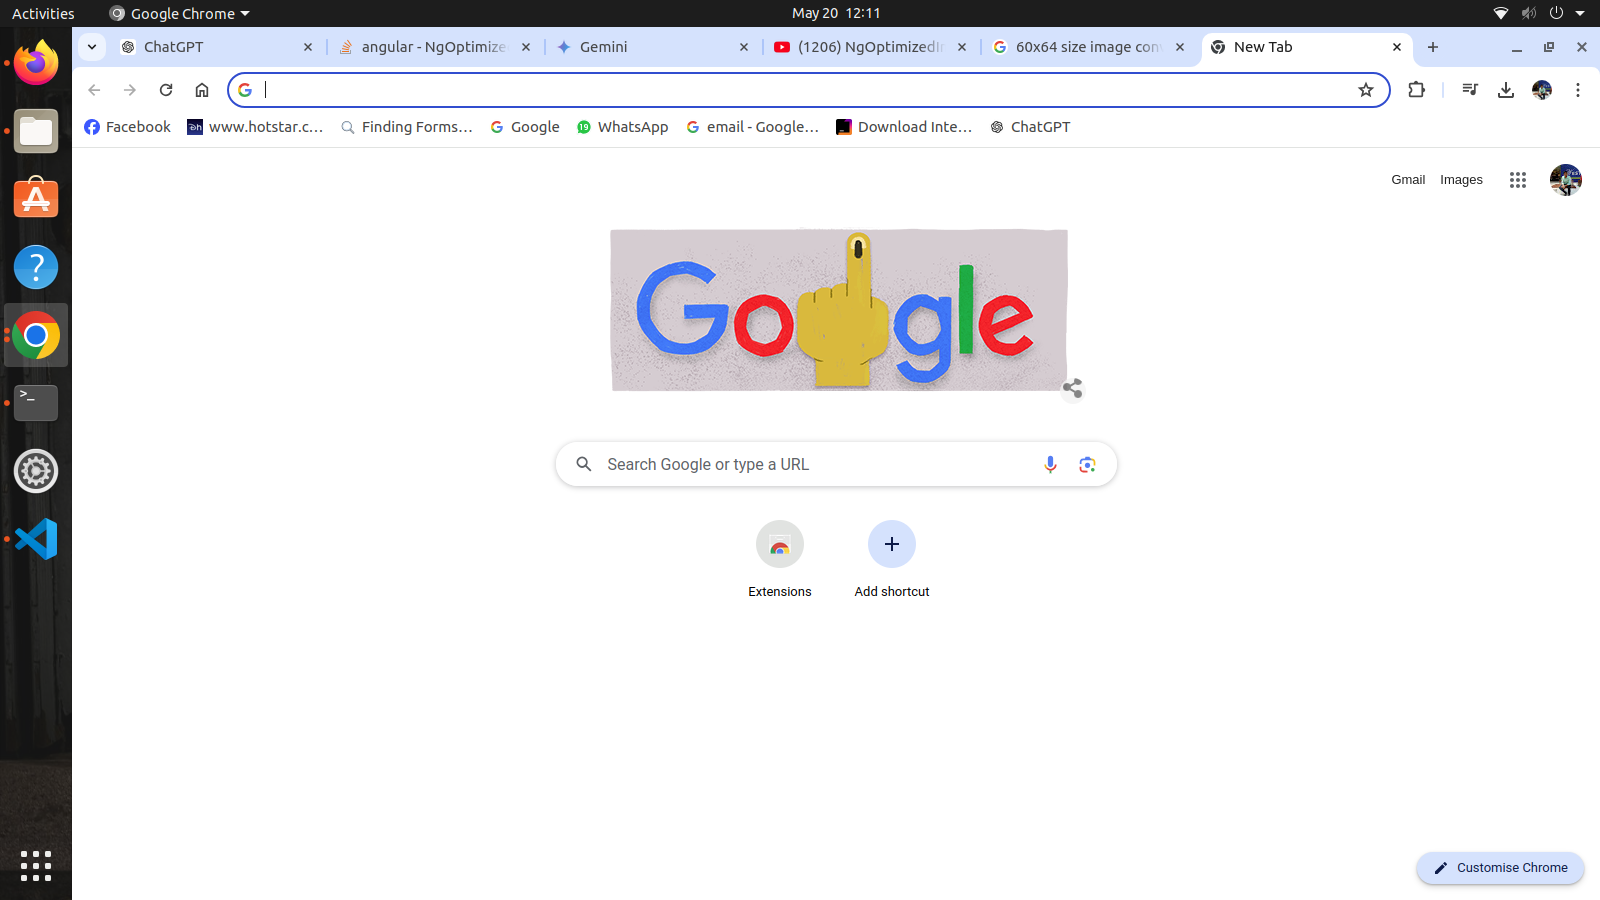 Activities
Google Chrome
May 20 12:11
ChatGPT
angular - NgOptimize
Gemini
(1206) NgOptimizedI
60x64 size image con
New Tab
Facebook
www.hotstar.c...
Finding Forms...
Google
19
WhatsApp
email - Google...
Download Inte...
ChatGPT
Gmail
Images
Google
Search Google or type a URL
Extensions
Add shortcut
Customise Chrome